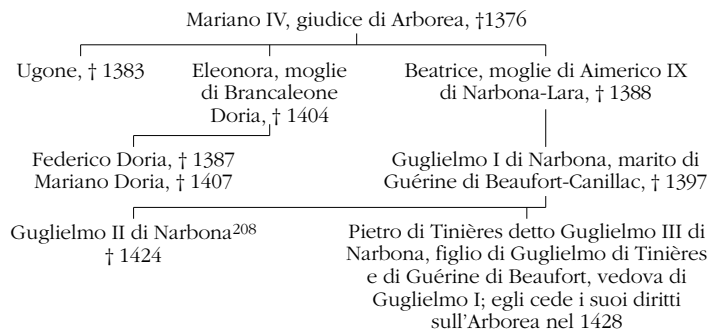 Mariano IV, giudice di Arborea, †1376
Ugone, † 1383
Eleonora, moglie
di Brancaleone
Doria, † 1404
Beatrice, moglie di Aimerico IX
di Narbona-Lara, † 1388
Federico Doria, † 1387
Mariano Doria, † 1407
Guglielmo I di Narbona, marito di
Guérine di Beaufort-Canillac, † 1397
Guglielmo II di Narbona²⁰⁸
† 1424
Pietro di Tinières detto Guglielmo III di
Narbona, figlio di Guglielmo di Tinières
e di Guérine di Beaufort, vedova di
Guglielmo I; egli cede i suoi diritti
sull'Arborea nel 1428